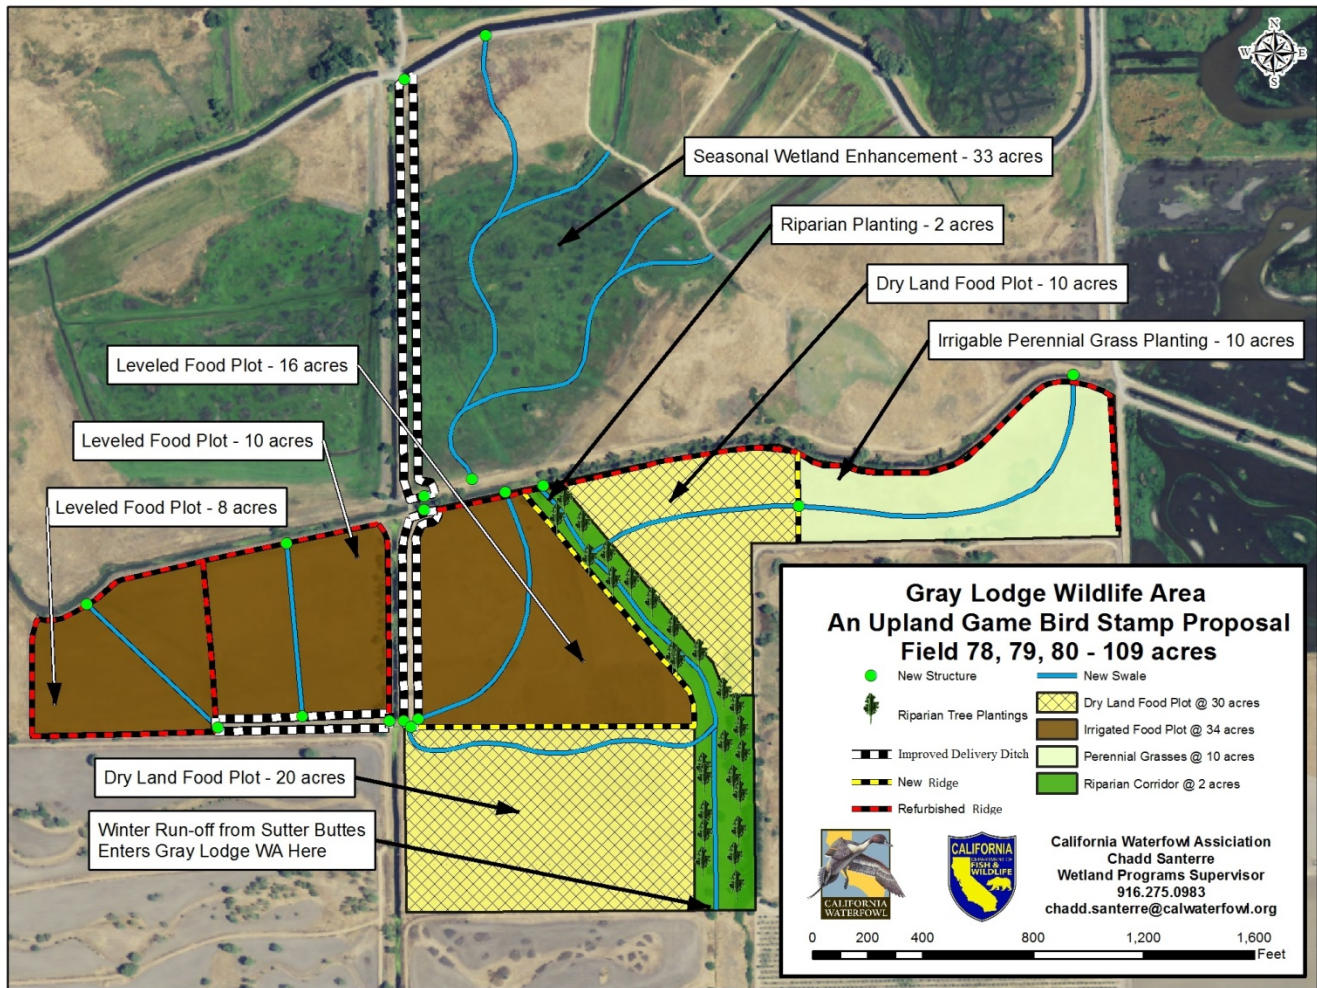 N
W E
S
Seasonal Wetland Enhancement - 33 acres
Riparian Planting - 2 acres
Dry Land Food Plot - 10 acres
Irrigable Perennial Grass Planting - 10 acres
Leveled Food Plot - 16 acres
Leveled Food Plot - 10 acres
Leveled Food Plot - 8 acres
Dry Land Food Plot - 20 acres
Winter Run-off from Sutter Buttes
Enters Gray Lodge WA Here
Gray Lodge Wildlife Area
An Upland Game Bird Stamp Proposal
Field 78, 79, 80 - 109 acres
New Structure
Riparian Tree Plantings
Improved Delivery Ditch
New Ridge
Refurbished Ridge
New Swale
Dry Land Food Plot @ 30 acres
Irrigated Food Plot @ 34 acres
Perennial Grasses @ 10 acres
Riparian Corridor @ 2 acres
CALIFORNIA
WATERFOWL
CALIFORNIA
DEPARTMENT OF
FISH &
WILDLIFE
California Waterfowl Assiciation
Chadd Santerre
Wetland Programs Supervisor
916.275.0983
chadd.santerre@calwaterfowl.org
0 200 400 800 1,200 1,600
Feet